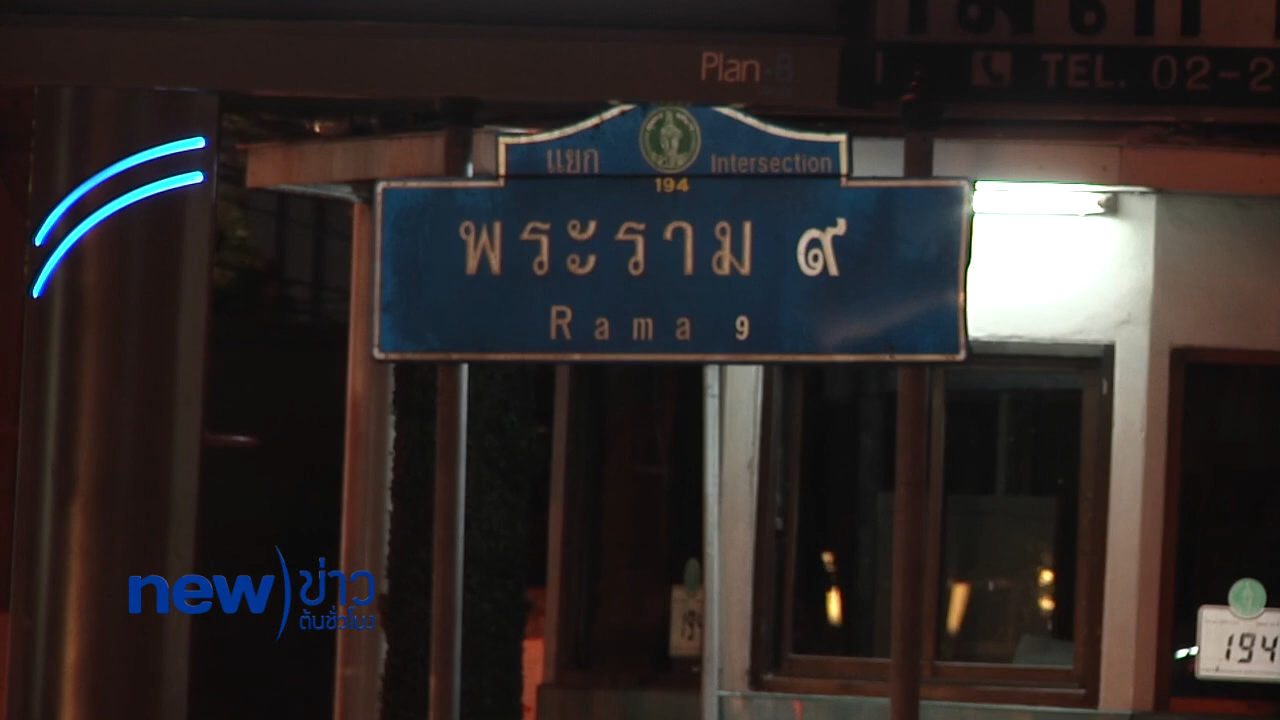 Plan B
TEL. 02-2
แยก Intersection
194
พระราม ๙
Rama 9
new)ข่าว
ต้นชั่วโมง
194